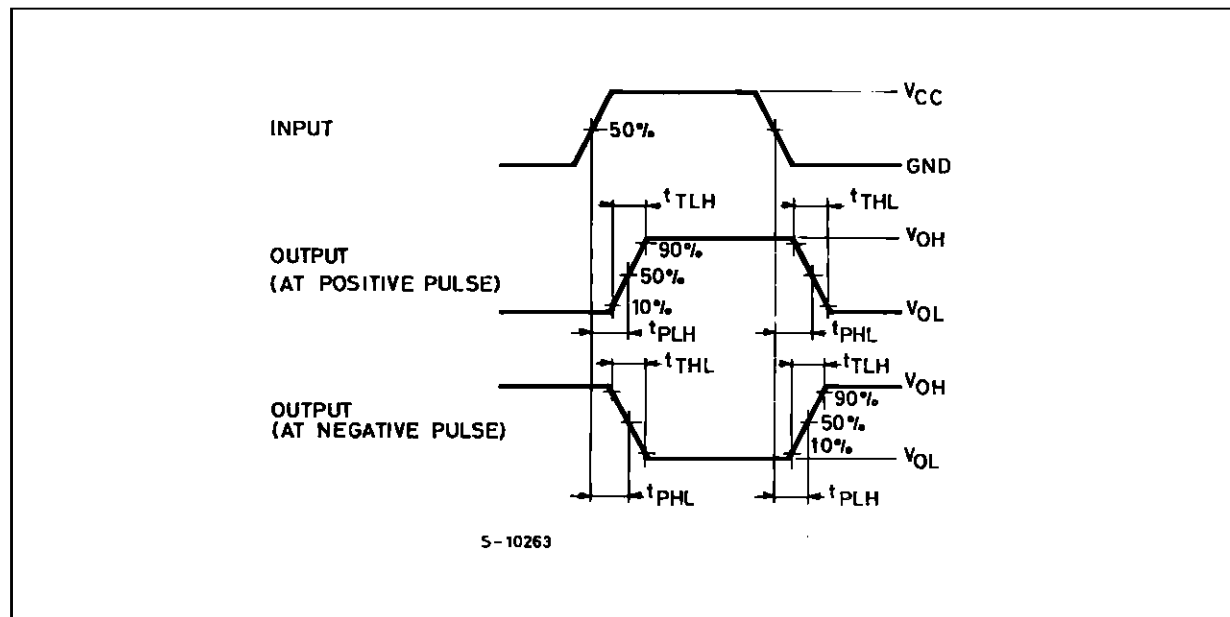 VCC
INPUT
50%
GND
tTLH
tTHL
VOH
90%
OUTPUT
(AT POSITIVE PULSE)
50%
10%
VOL
tPLH
tPHL
tTHL
tTLH
VOH
90%
OUTPUT
(AT NEGATIVE PULSE)
50%
10%
VOL
tPHL
tPLH
S-10263